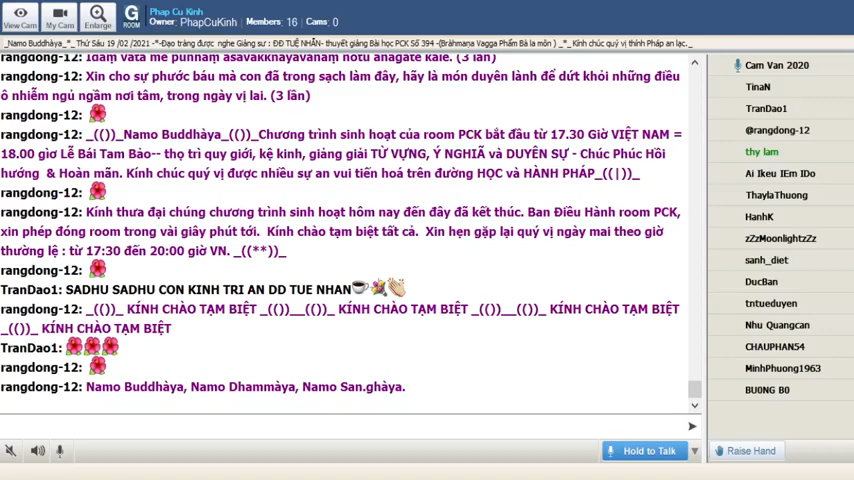 Phap Cu Kinh
Owner: PhapCuKinh Members: 16 Cams: 0
View Cam My Cam Enlarge G ROOM
_Namo Buddhàya_*_ Thứ Sáu 19 /02 /2021 -*-Đạo tràng được nghe Giảng sư : ĐĐ TUỆ NHẪN- thuyết giảng Bài học PCK Số 394 -(Bràhmaṇa Vagga Phẩm Bà la môn ) _*_ Kính chúc quý vị thính Pháp an lạc._
rangdong-12: Idaṃ vata me puññaṃ āsavakkhayāvahaṃ hotu anāgate kāle. (3 lần)
rangdong-12: Xin cho sự phước báu mà con đã trong sạch làm đây, hãy là món duyên lành để dứt khỏi những điều
ô nhiễm ngủ ngầm nơi tâm, trong ngày vị lai. (3 lần)
rangdong-12:
rangdong-12: _(())_Namo Buddhàya_(())_Chương trình sinh hoạt của room PCK bắt đầu từ 17.30 Giờ VIỆT NAM =
18.00 giờ Lễ Bái Tam Bảo-- thọ trì quy giới, kệ kinh, giảng giải TỪ VỰNG, Ý NGHIÃ và DUYÊN SỰ - Chúc Phúc Hồi
hướng & Hoàn mãn. Kính chúc quý vị được nhiều sự an vui tiến hoá trên đường HỌC và HÀNH PHÁP_((|))_
rangdong-12:
rangdong-12: Kính thưa đại chúng chương trình sinh hoạt hôm nay đến đây đã kết thúc. Ban Điều Hành room PCK,
xin phép đóng room trong vài giây phút tới. Kính chào tạm biệt tất cả. Xin hẹn gặp lại quý vị ngày mai theo giờ
thường lệ : từ 17:30 đến 20:00 giờ VN. _((**))_
rangdong-12:
TranDao1: SADHU SADHU CON KINH TRI AN DD TUE NHAN
rangdong-12: _(())_ KÍNH CHÀO TẠM BIỆT _(())__(())_ KÍNH CHÀO TẠM BIỆT _(())__(())_ KÍNH CHÀO TẠM BIỆT
_(())_ KÍNH CHÀO TẠM BIỆT
TranDao1:
rangdong-12:
rangdong-12: Namo Buddhàya, Namo Dhammàya, Namo San.ghàya.
Hold to Talk
Cam Van 2020
TinaN
TranDao1
@rangdong-12
thy lam
Ai Ikeu IEm IDo
ThaylaThuong
HanhK
zZzMoonlightzZz
sanh_diet
DucBan
tntueduyen
Nhu Quangcan
CHAUPHAN54
MinhPhuong1963
BU0NG B0
Raise Hand